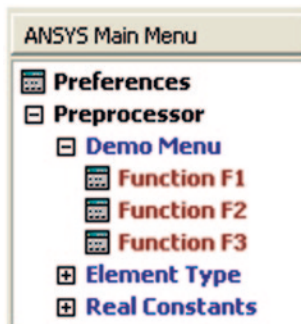 ANSYS Main Menu
Preferences
Preprocessor
Demo Menu
Function F1
Function F2
Function F3
Element Type
Real Constants